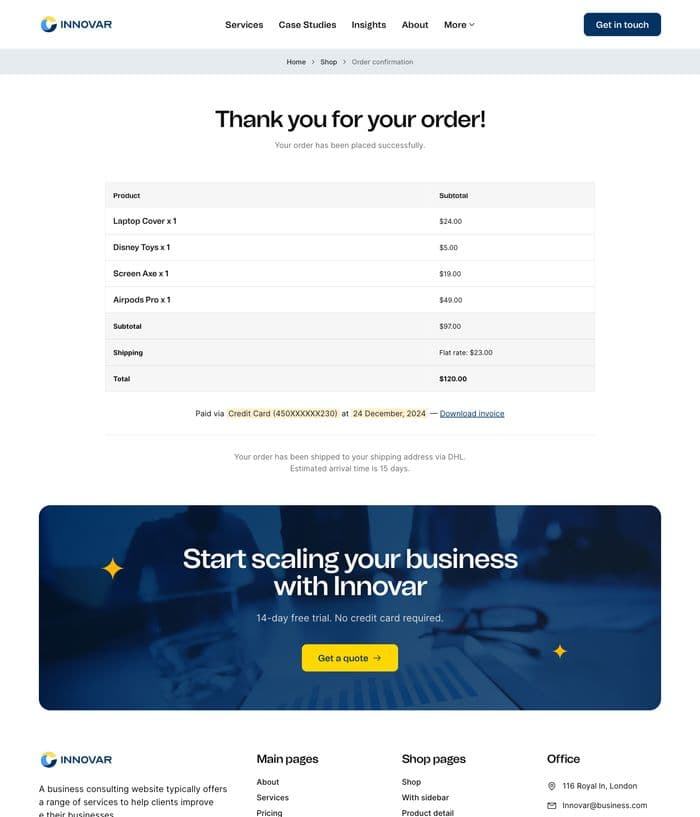 INNOVAR
Services Case Studies Insights About More
Get in touch
Home > Shop > Order confirmation
Thank you for your order!
Your order has been placed successfully.
Product Subtotal
Laptop Cover x 1 $24.00
Disney Toys x 1 $5.00
Screen Axe x 1 $19.00
Airpods Pro x 1 $49.00
Subtotal $97.00
Shipping Flat rate: $23.00
Total $120.00
Paid via Credit Card (450XXXXXX230) at 24 December, 2024 — Download invoice
Your order has been shipped to your shipping address via DHL.
Estimated arrival time is 15 days.
Start scaling your business
with Innovar
14-day free trial. No credit card required.
Get a quote →
INNOVAR
A business consulting website typically offers
a range of services to help clients improve
e their businesses
Main pages
About
Services
Pricing
Shop pages
Shop
With sidebar
Product detail
Office
116 Royal ln, London
Innovar@business.com